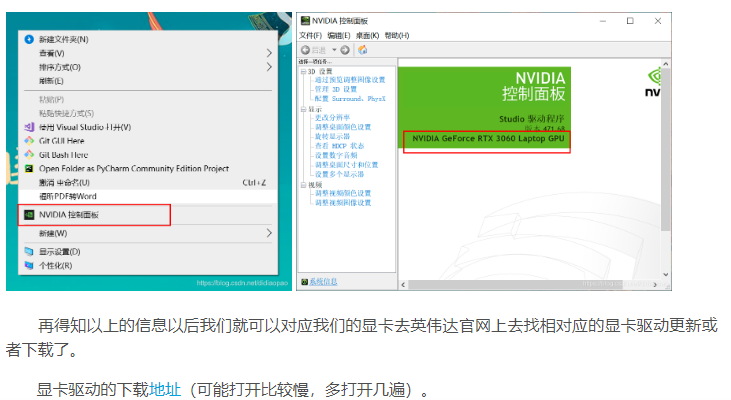 新建文件夹(N)
查看(V)
排序方式(O)
刷新(E)
粘贴(P)
粘贴快捷方式(S)
使用 Visual Studio 打开(V)
Git GUI Here
Git Bash Here
Open Folder as PyCharm Community Edition Project
撤消 重命名(U) Ctrl+Z
福昕PDF转Word
NVIDIA 控制面板
新建(W)
显示设置(D)
个性化(R)
https://blog.csdn.net/didiaopao
NVIDIA 控制面板
文件(F) 编辑(E) 桌面(K) 帮助(H)
后退
选择一项任务...
3D 设置
通过预览调整图像设置
管理 3D 设置
配置 Surround、PhysX
显示
更改分辨率
调整桌面颜色设置
旋转显示器
查看 HDCP 状态
设置数字音频
调整桌面尺寸和位置
设置多个显示器
视频
调整视频颜色设置
调整视频图像设置
系统信息
NVIDIA
控制面板
Studio 驱动程序
版本 471.68
NVIDIA GeForce RTX 3060 Laptop GPU
再得知以上的信息以后我们就可以对应我们的显卡去英伟达官网上去找相对应的显卡驱动更新或
者下载了。
显卡驱动的下载地址（可能打开比较慢，多打开几遍）。